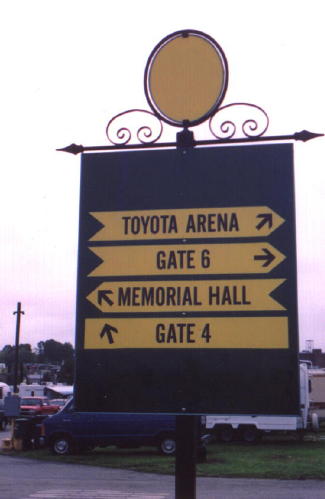 TOYOTA ARENA
GATE 6
MEMORIAL HALL
GATE 4